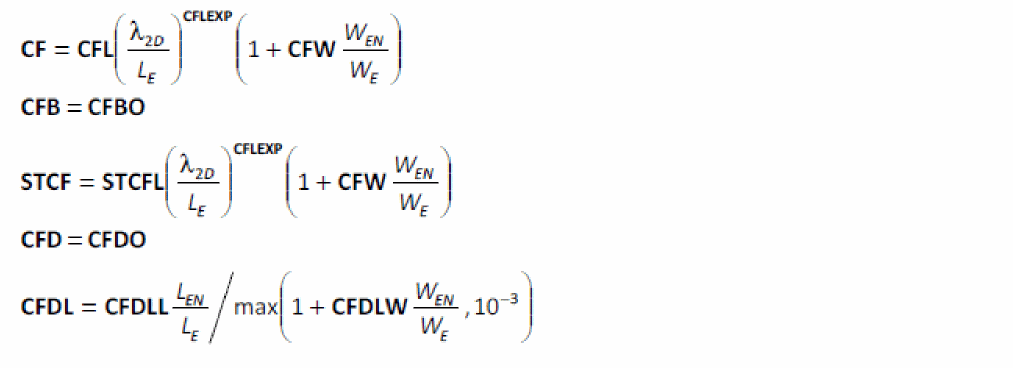 CF = CFL(λ2D/LE)^CFLEXP (1 + CFW WEN/WE)
CFB = CFBO
STCF = STCFL(λ2D/LE)^CFLEXP (1 + CFW WEN/WE)
CFD = CFDO
CFDL = CFDLL LEN/LE / max(1 + CFDLW WEN/WE , 10^−3)